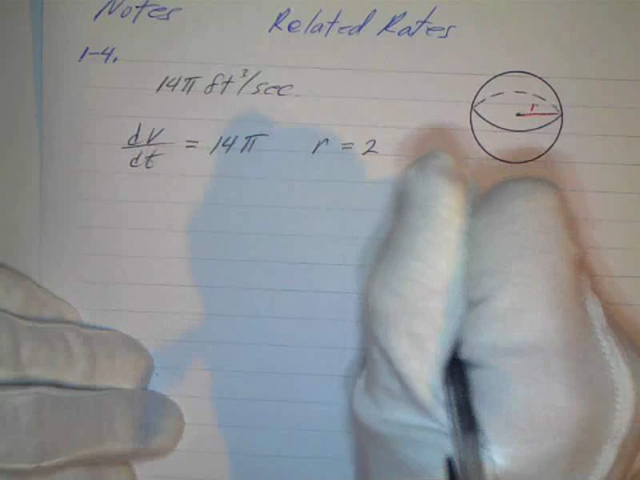 Notes Related Rates
1-4.
14π ft³/sec
r
dv/dt = 14π r = 2